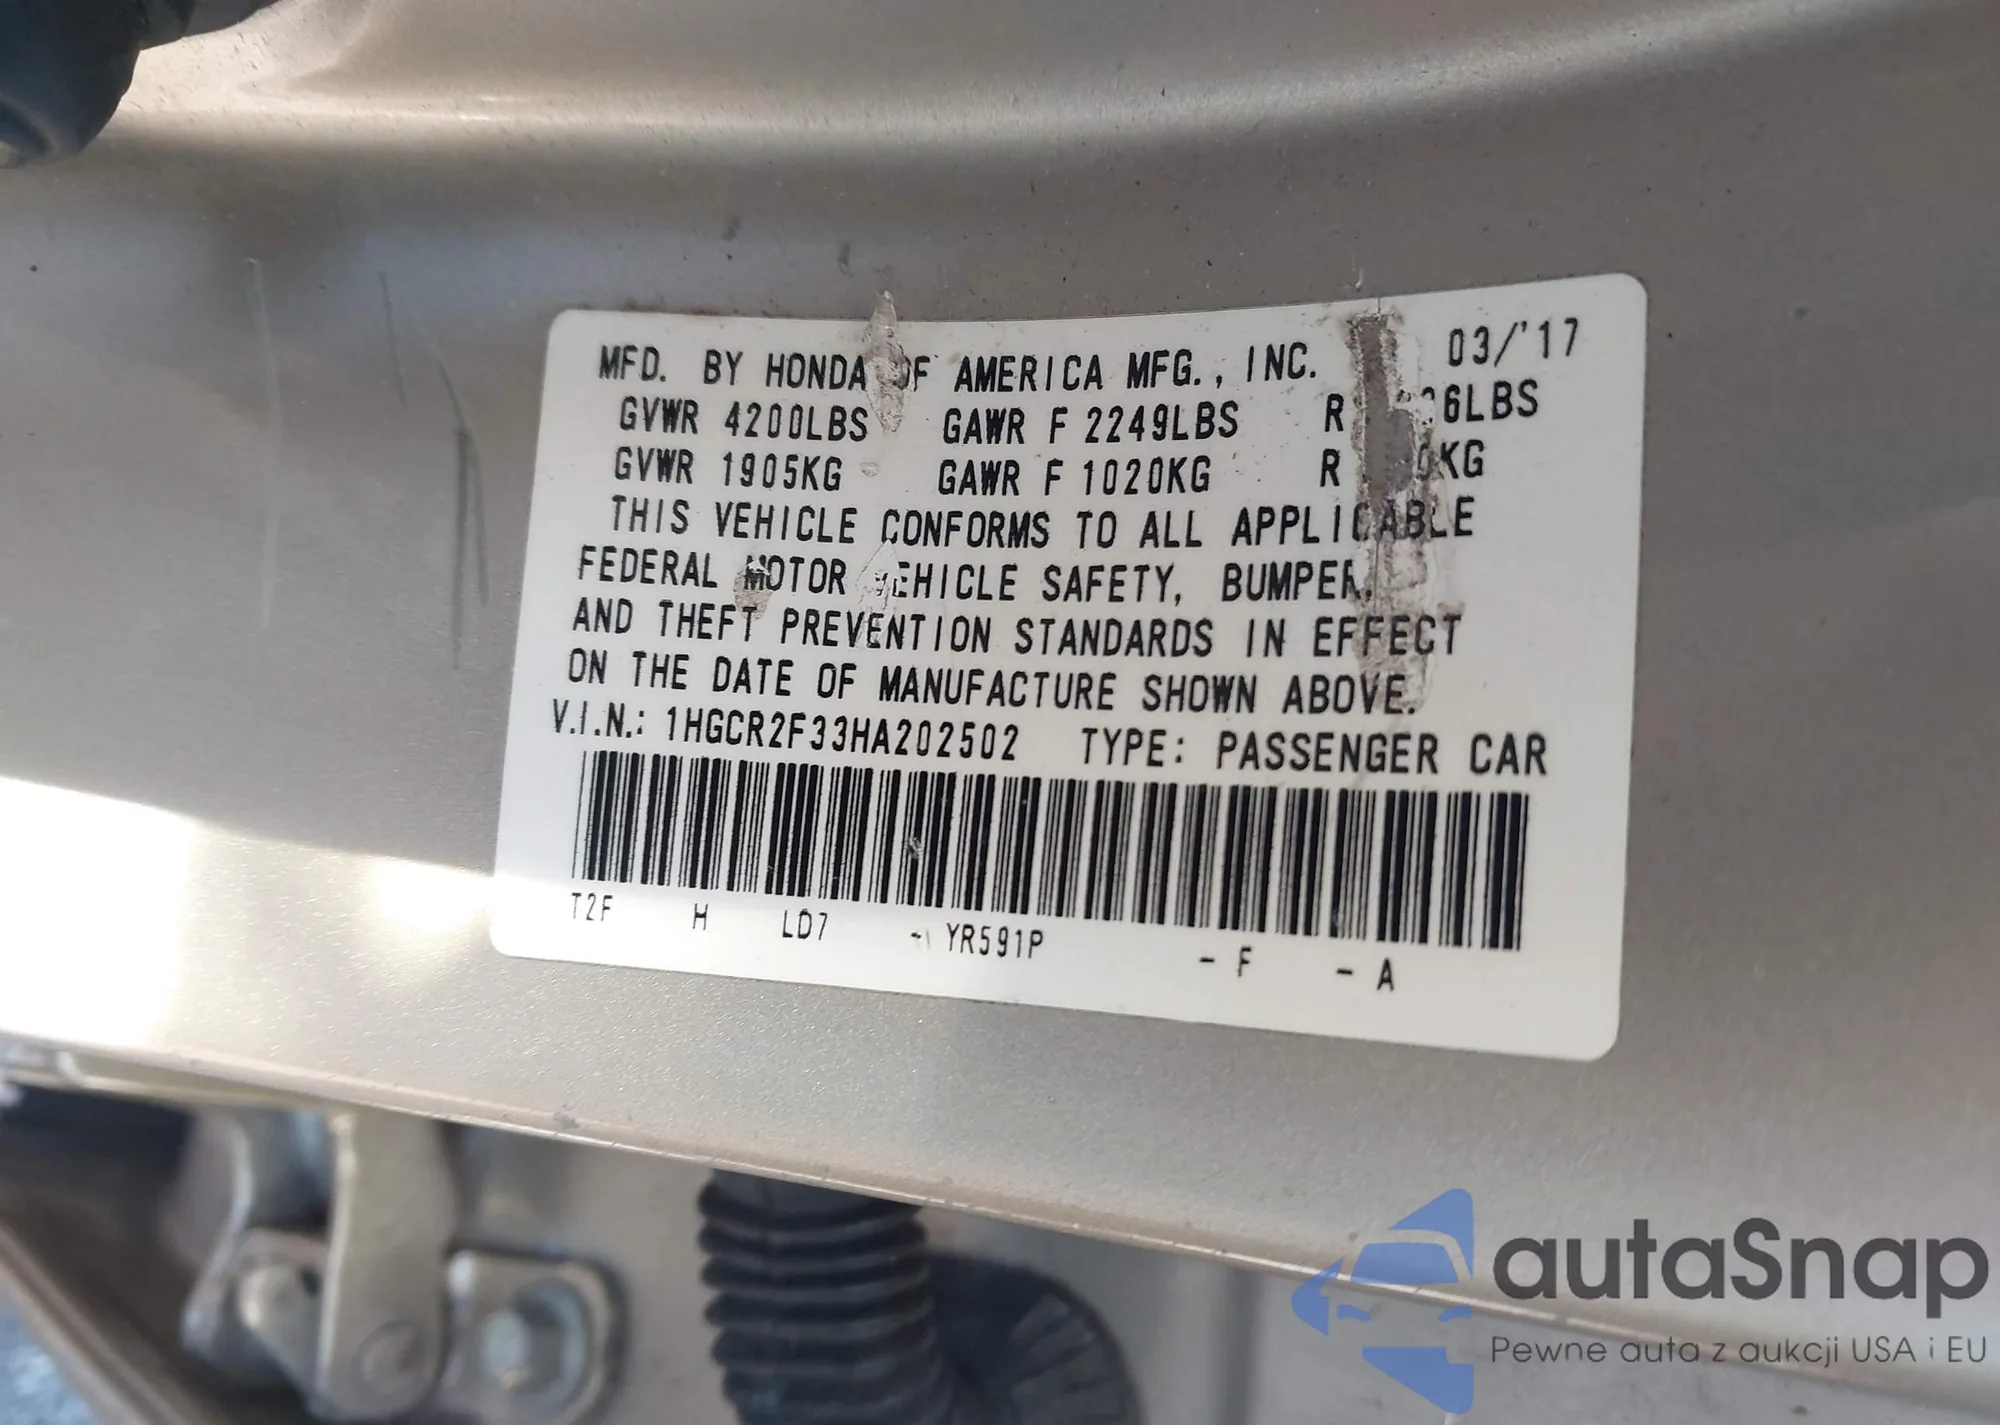 MFD. BY HONDA OF AMERICA MFG., INC. 03/'17
GVWR 4200LBS GAWR F 2249LBS R
GVWR 1905KG GAWR F 1020KG R
THIS VEHICLE CONFORMS TO ALL APPLICABLE
FEDERAL MOTOR VEHICLE SAFETY, BUMPER,
AND THEFT PREVENTION STANDARDS IN EFFECT
ON THE DATE OF MANUFACTURE SHOWN ABOVE.
V.I.N.: 1HGCR2F33HA202502 TYPE: PASSENGER CAR
T2F H LD7 - YR591P - F - A
autaSnap
Pewne auta z aukcji USA i EU